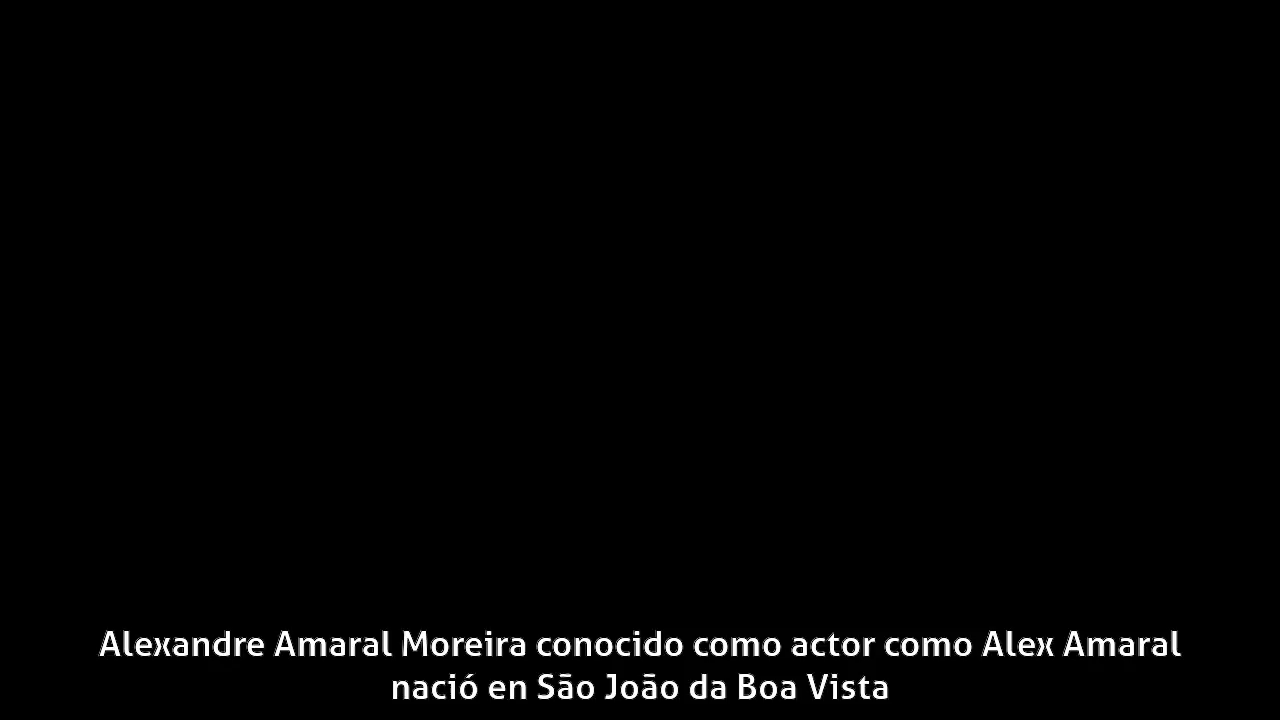 Alexandre Amaral Moreira conocido como actor como Alex Amaral
nació en São João da Boa Vista